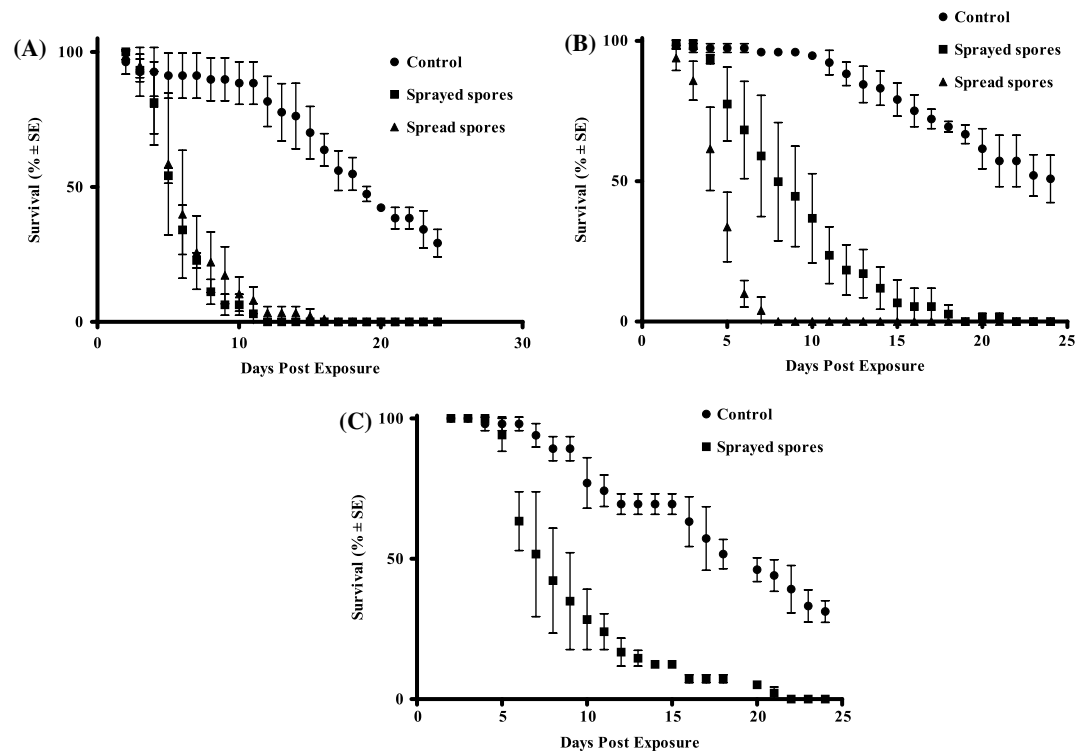 (A)
100
50
0
Survival (% ± SE)
0
10
20
30
Days Post Exposure
Control
Sprayed spores
Spread spores
(B)
100
50
0
Survival (% ± SE)
0
5
10
15
20
25
Days Post Exposure
Control
Sprayed spores
Spread spores
(C)
100
50
0
Survival (% ± SE)
0
5
10
15
20
25
Days Post Exposure
Control
Sprayed spores